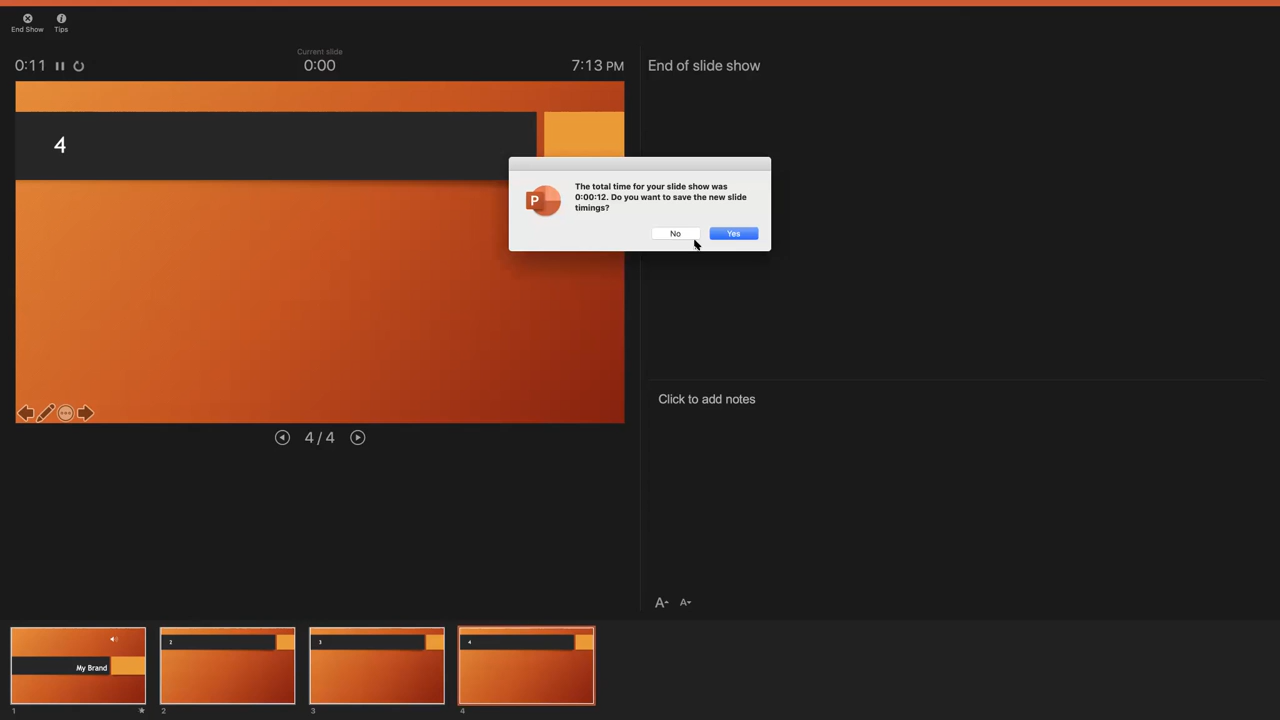 End Show
Tips
Current slide
0:11
0:00
7:13 PM
End of slide show
4
The total time for your slide show was
0:00:12. Do you want to save the new slide
timings?
P
No
Yes
Click to add notes
4 / 4
A
A
My Brand
2
3
4
1
2
3
4